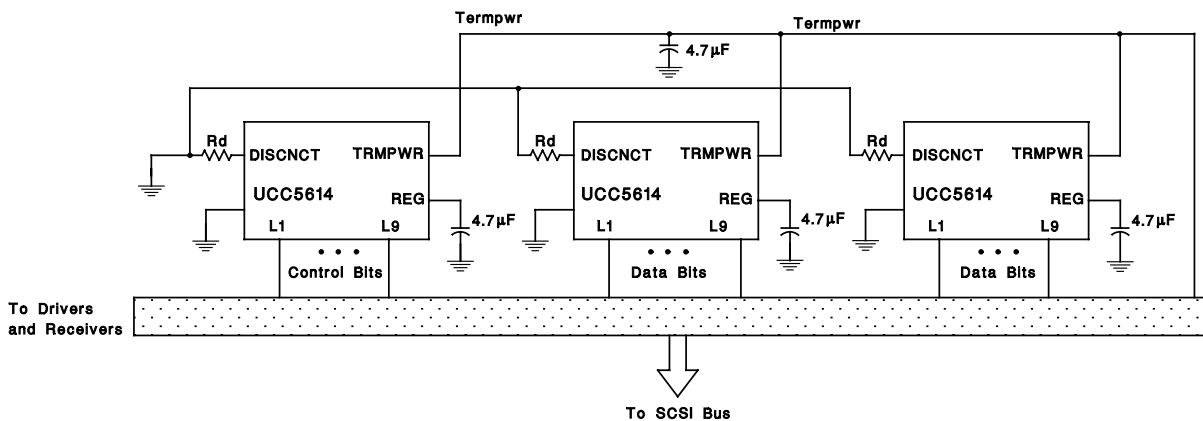 Termpwr
Termpwr
4.7µF
Rd
Rd
Rd
DISCNCT TRMPWR
DISCNCT TRMPWR
DISCNCT TRMPWR
UCC5614 REG
UCC5614 REG
UCC5614 REG
4.7µF
4.7µF
4.7µF
L1 L9
L1 L9
L1 L9
Control Bits
Data Bits
Data Bits
To Drivers
and Receivers
To SCSI Bus